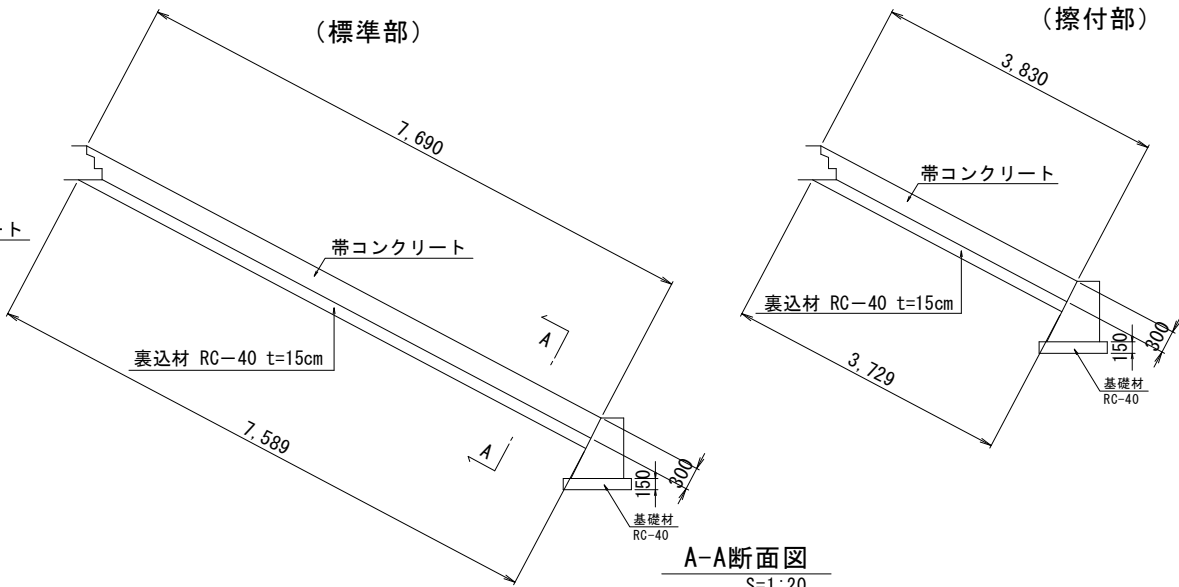 (標準部)
(擦付部)
7,690
3,830
帯コンクリート
ート
帯コンクリート
裏込材 RC-40 t=15cm
裏込材 RC-40 t=15cm
A
A
7,589
3,729
150
300
150
300
基礎材
RC-40
基礎材
RC-40
A-A断面図
S=1:20